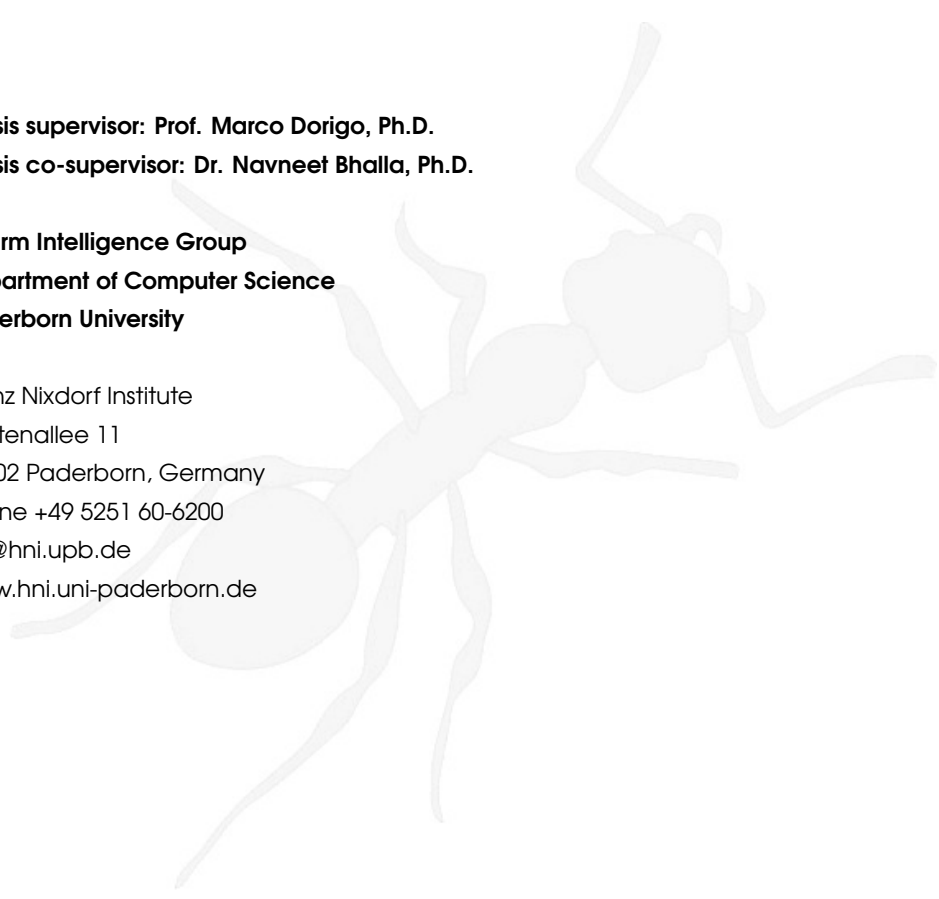 sis supervisor: Prof. Marco Dorigo, Ph.D.
sis co-supervisor: Dr. Navneet Bhalla, Ph.D.
rm Intelligence Group
artment of Computer Science
erborn University
nz Nixdorf Institute
tenallee 11
02 Paderborn, Germany
ne +49 5251 60-6200
@hni.upb.de
w.hni.uni-paderborn.de